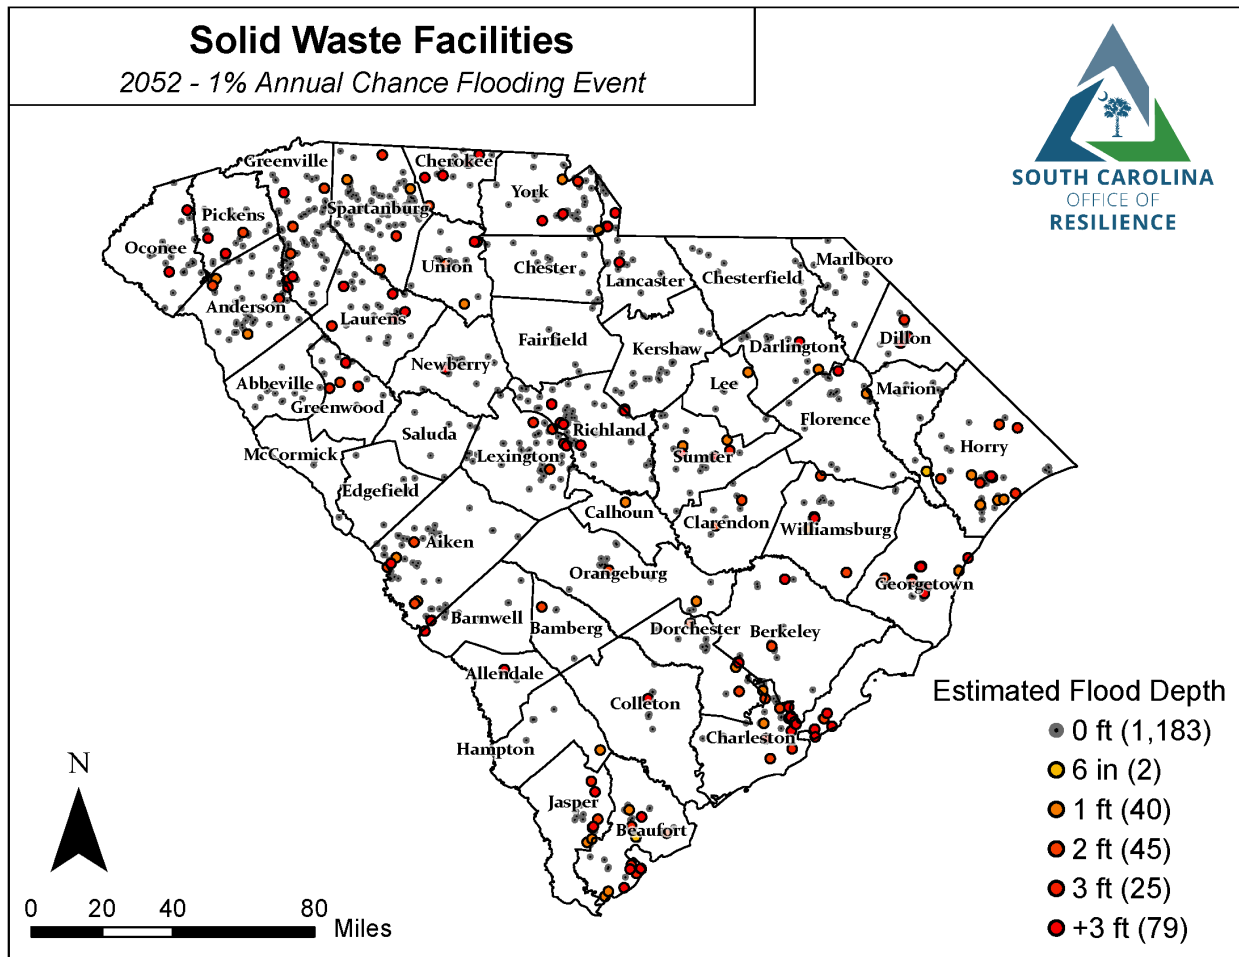 Solid Waste Facilities
2052 - 1% Annual Chance Flooding Event
SOUTH CAROLINA
OFFICE OF
RESILIENCE
Greenville
Cherokee
York
Pickens
Spartanburg
Oconee
Union
Chester
Lancaster
Chesterfield
Marlboro
Anderson
Laurens
Fairfield
Kershaw
Darlington
Dillon
Newberry
Abbeville
Greenwood
Lee
Marion
Florence
Saluda
Richland
Horry
McCormick
Lexington
Sumter
Edgefield
Calhoun
Clarendon
Williamsburg
Aiken
Orangeburg
Georgetown
Barnwell
Bamberg
Dorchester
Berkeley
Allendale
Colleton
Charleston
Hampton
Jasper
Beaufort
Estimated Flood Depth
0 ft (1,183)
6 in (2)
1 ft (40)
2 ft (45)
3 ft (25)
+3 ft (79)
N
0 20 40 80
Miles